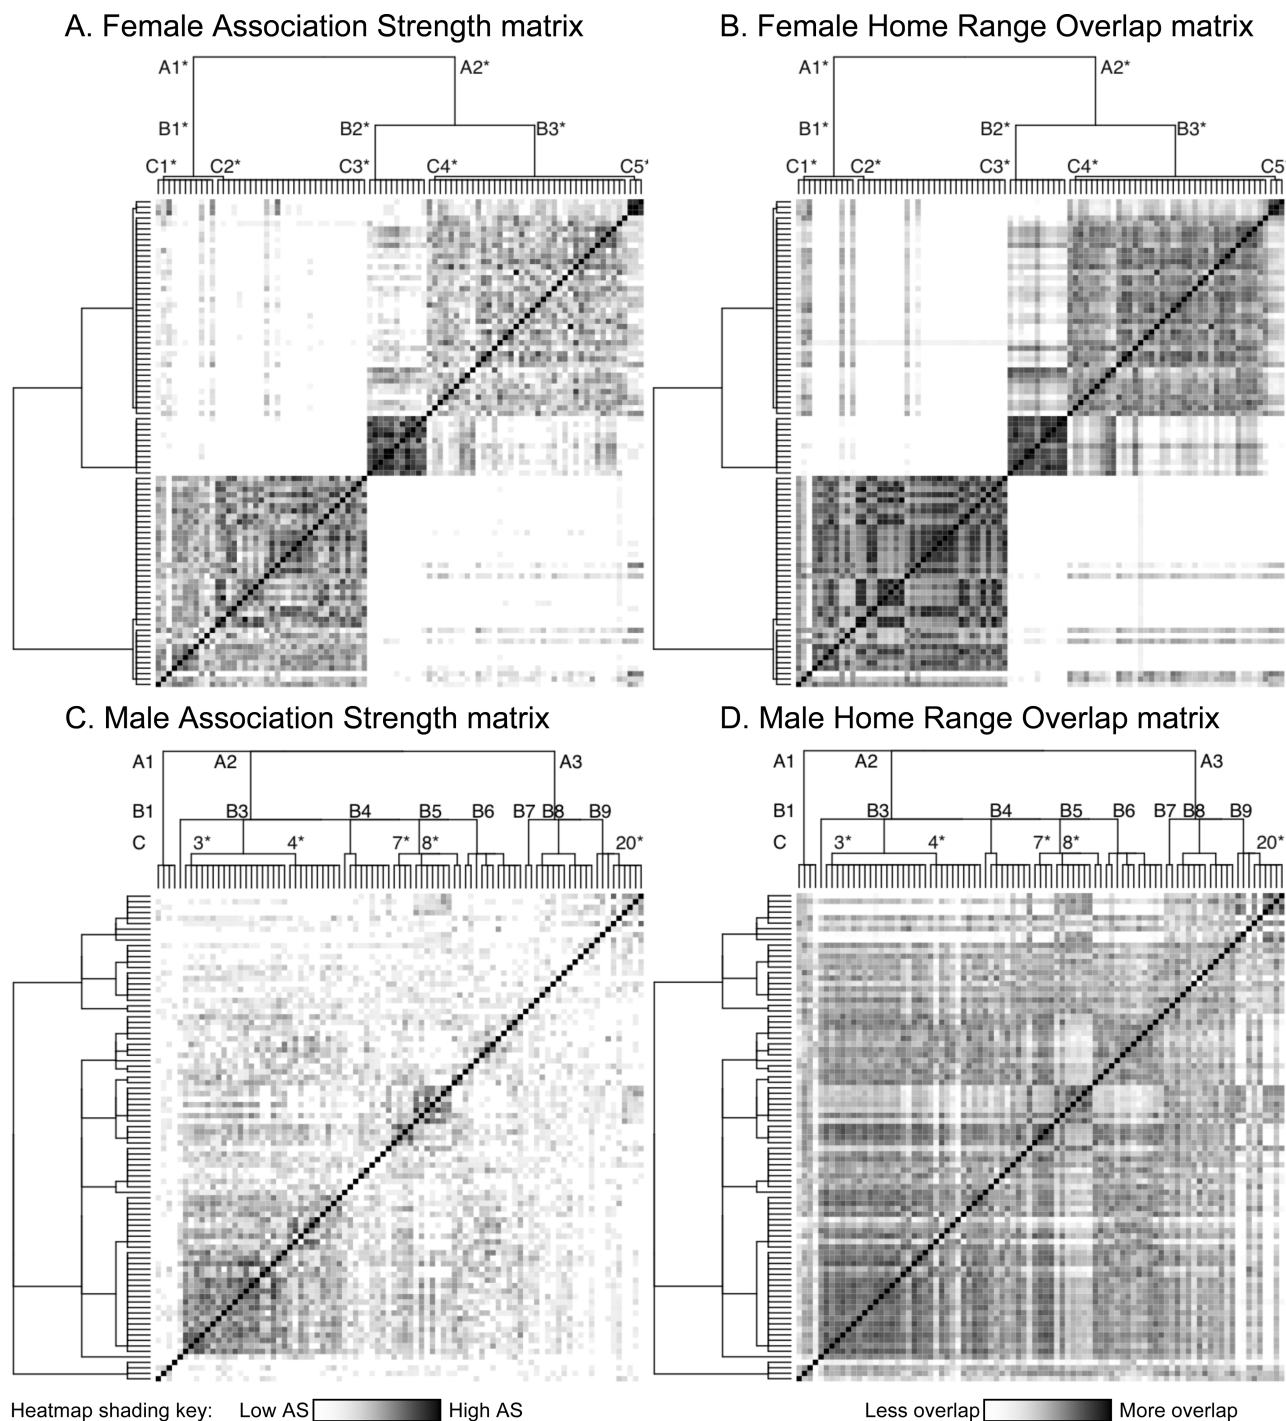 A. Female Association Strength matrix
B. Female Home Range Overlap matrix
A1* A2*
A1* A2*
B1* B2* B3*
B1* B2* B3*
C1* C2* C3* C4* C5*
C1* C2* C3* C4* C5
C. Male Association Strength matrix
D. Male Home Range Overlap matrix
A1 A2 A3
A1 A2 A3
B1 B3 B4 B5 B6 B7 B8 B9
B1 B3 B4 B5 B6 B7 B8 B9
C 3* 4* 7* 8* 20*
C 3* 4* 7* 8* 20*
Heatmap shading key: Low AS High AS
Less overlap More overlap